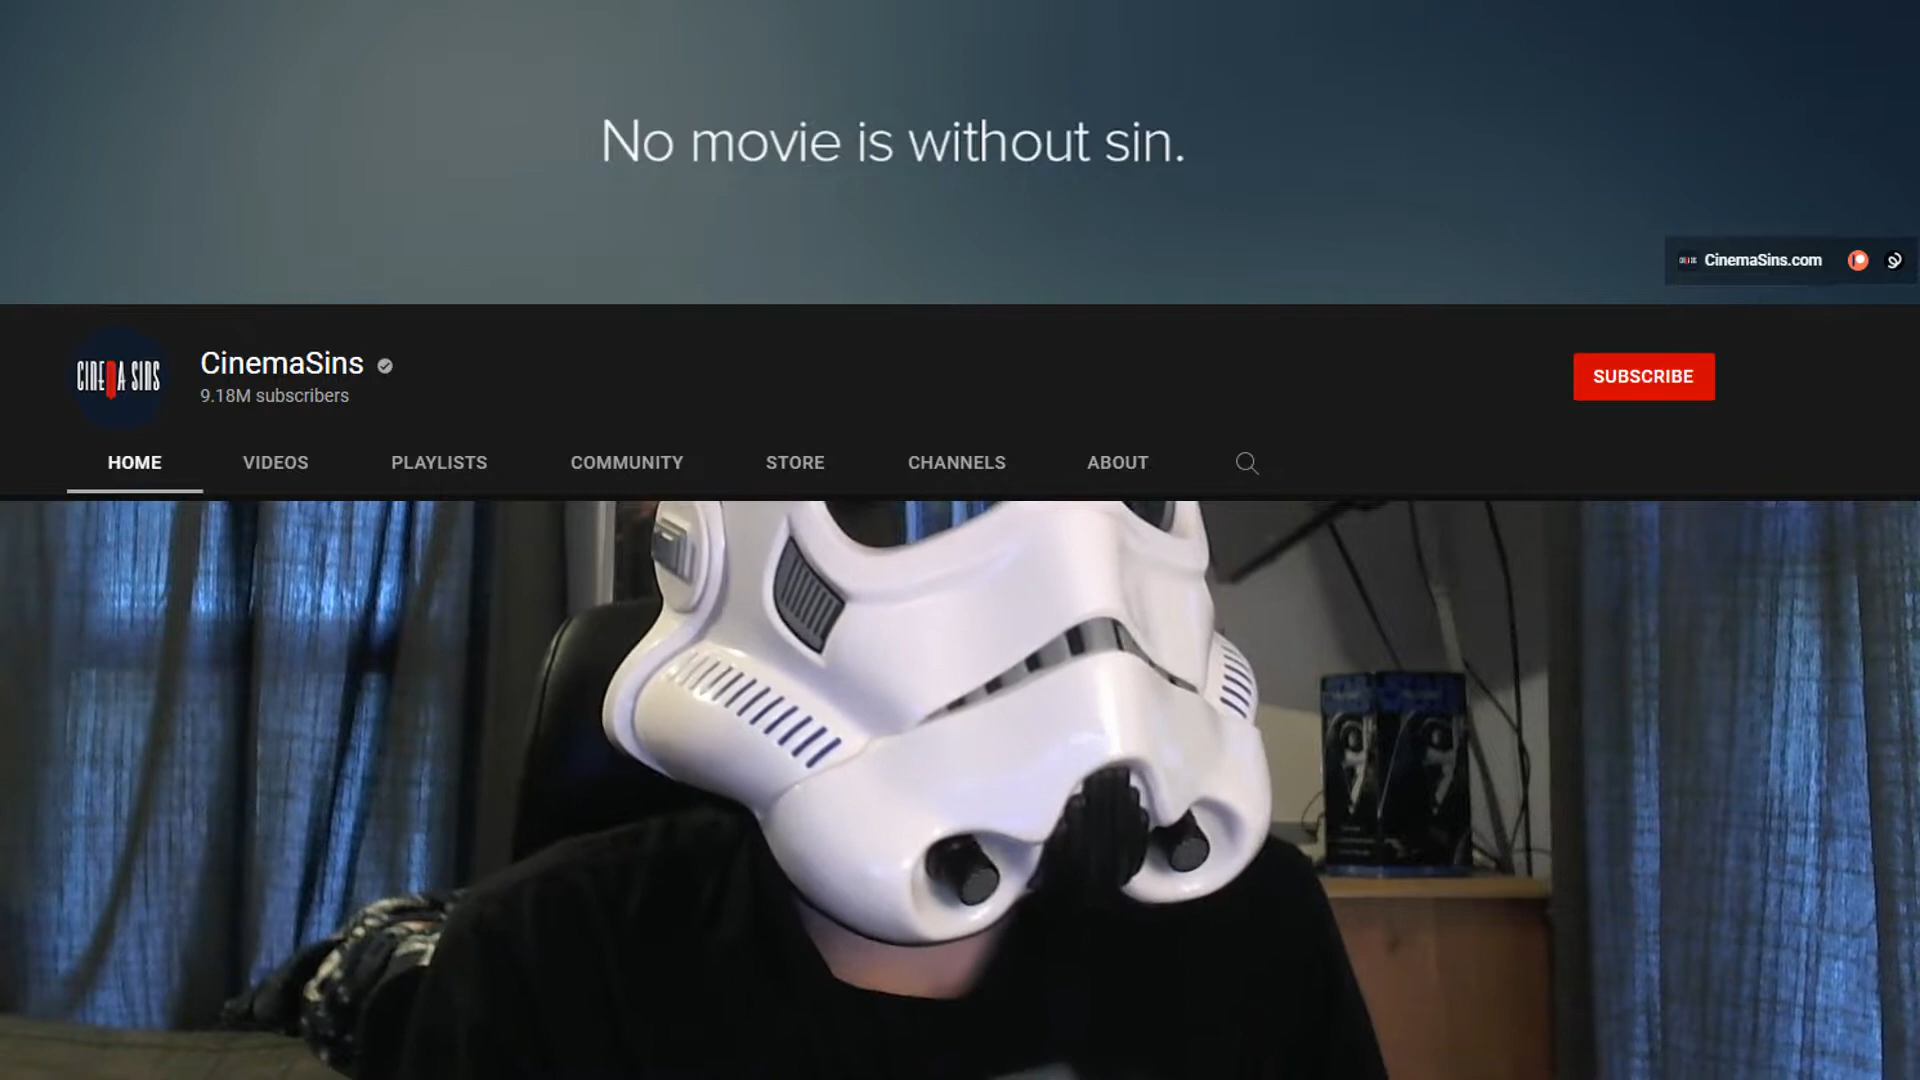 No movie is without sin.
CinemaSins.com
CINEMA SINS
CinemaSins
9.18M subscribers
SUBSCRIBE
HOME VIDEOS PLAYLISTS COMMUNITY STORE CHANNELS ABOUT